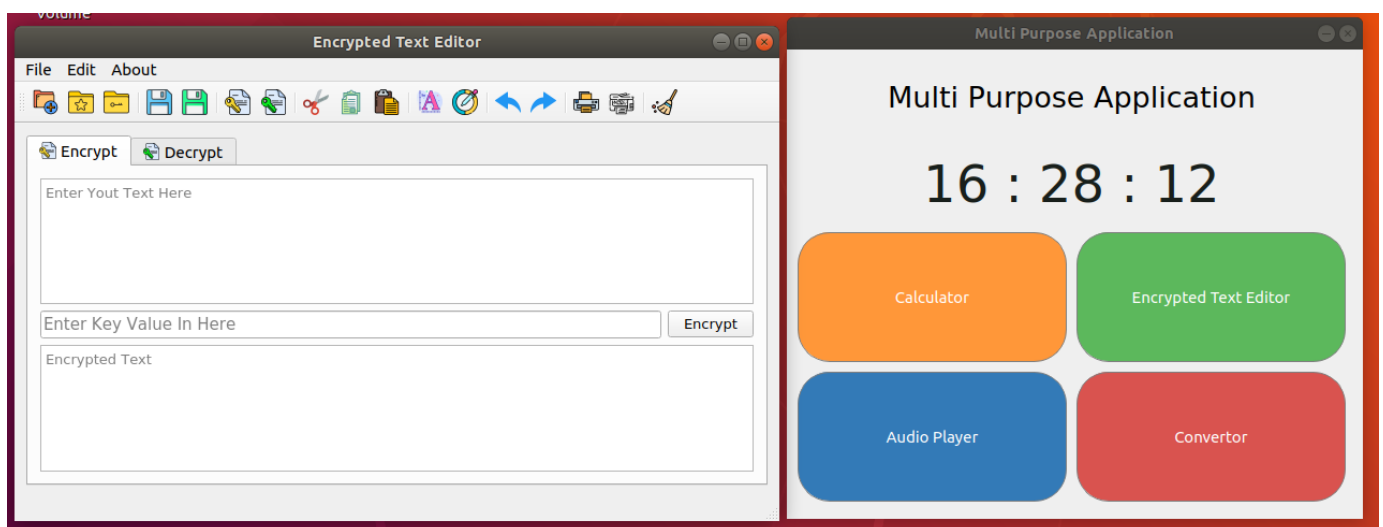 Volume
Encrypted Text Editor
File Edit About
Encrypt Decrypt
Enter Yout Text Here
Enter Key Value In Here Encrypt
Encrypted Text
Multi Purpose Application
Multi Purpose Application
16 : 28 : 12
Calculator Encrypted Text Editor
Audio Player Convertor